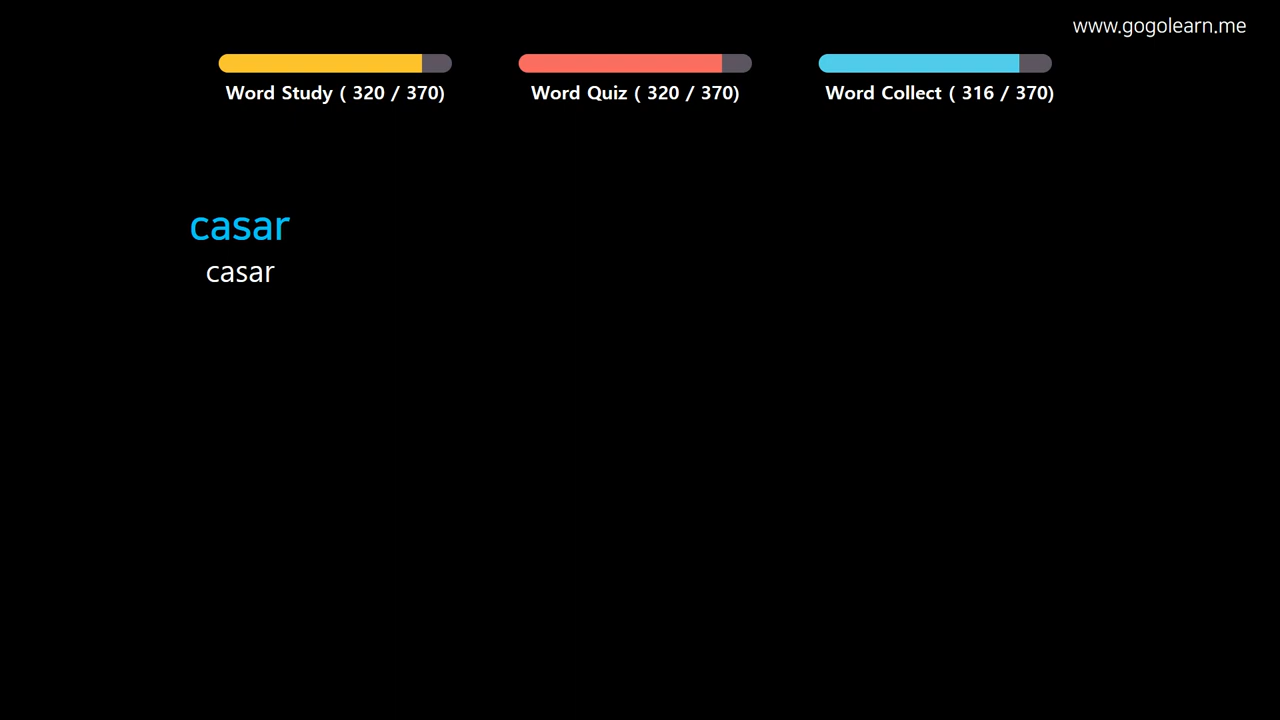 www.gogolearn.me
Word Study ( 320 / 370)
Word Quiz ( 320 / 370)
Word Collect ( 316 / 370)
casar
casar